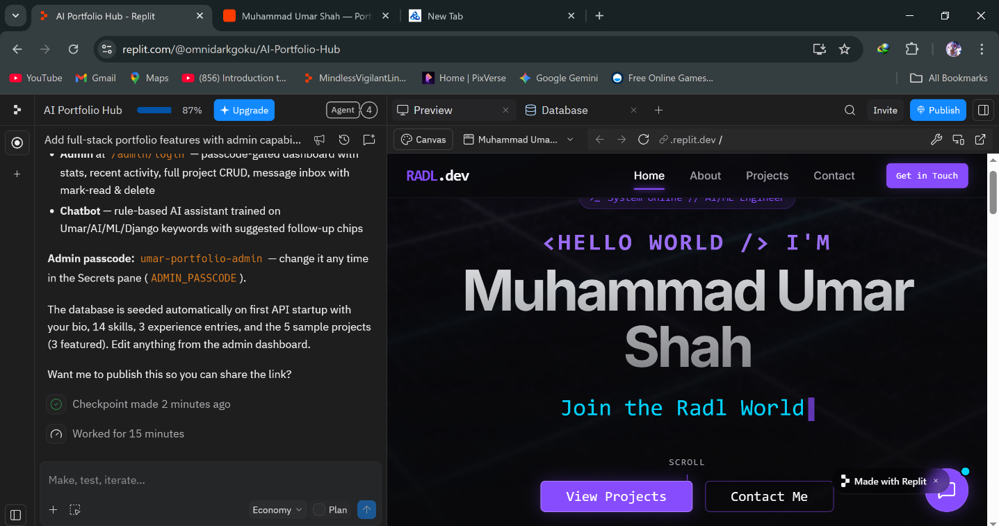 AI Portfolio Hub - Replit
Muhammad Umar Shah — Port
New Tab
replit.com/@omnidarkgoku/AI-Portfolio-Hub
YouTube
Gmail
Maps
(856) Introduction t...
MindlessVigilantLin...
Home | PixVerse
Google Gemini
Free Online Games...
All Bookmarks
AI Portfolio Hub
87%
Upgrade
Agent
4
Add full-stack portfolio features with admin capabi...
Admin at /admin/login — passcode-gated dashboard with
stats, recent activity, full project CRUD, message inbox with
mark-read & delete
Chatbot — rule-based AI assistant trained on
Umar/AI/ML/Django keywords with suggested follow-up chips
Admin passcode: umar-portfolio-admin — change it any time
in the Secrets pane ( ADMIN_PASSCODE ).
The database is seeded automatically on first API startup with
your bio, 14 skills, 3 experience entries, and the 5 sample projects
(3 featured). Edit anything from the admin dashboard.
Want me to publish this so you can share the link?
Checkpoint made 2 minutes ago
Worked for 15 minutes
Make, test, iterate...
Economy
Plan
Preview
Database
Invite
Publish
Canvas
Muhammad Uma...
.replit.dev /
RADL.dev
Home
About
Projects
Contact
Get in Touch
>_ System Online // AI/ML Engineer
<HELLO WORLD /> I'M
Muhammad Umar
Shah
Join the Radl World
SCROLL
View Projects
Contact Me
Made with Replit